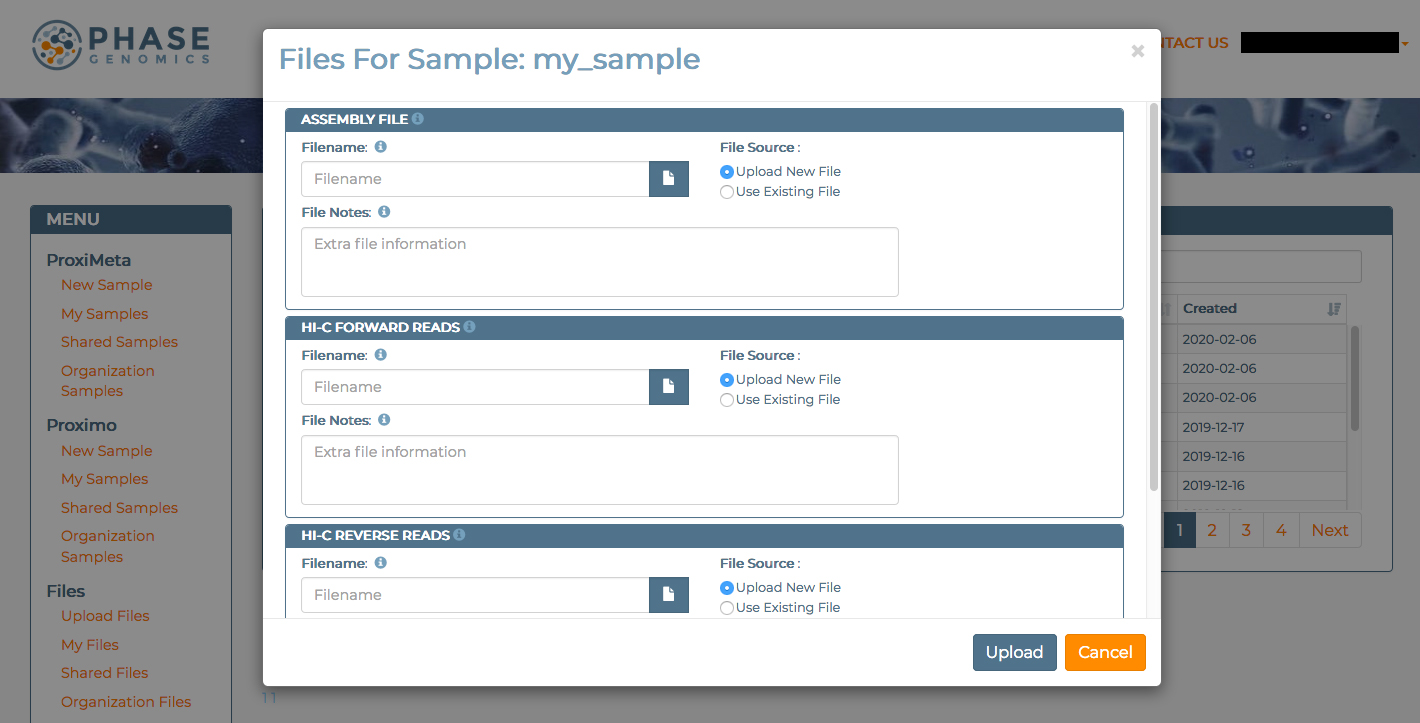 PHASE
GENOMICS
NTACT US
Files For Sample: my_sample
×
ASSEMBLY FILE
Filename:
File Source :
Filename
Upload New File
Use Existing File
File Notes:
Extra file information
HI-C FORWARD READS
Filename:
File Source :
Filename
Upload New File
Use Existing File
File Notes:
Extra file information
HI-C REVERSE READS
Filename:
File Source :
Filename
Upload New File
Use Existing File
Upload
Cancel
MENU
ProxiMeta
New Sample
My Samples
Shared Samples
Organization
Samples
Proximo
New Sample
My Samples
Shared Samples
Organization
Samples
Files
Upload Files
My Files
Shared Files
Organization Files
Created
2020-02-06
2020-02-06
2020-02-06
2019-12-17
2019-12-16
2019-12-16
1 2 3 4 Next